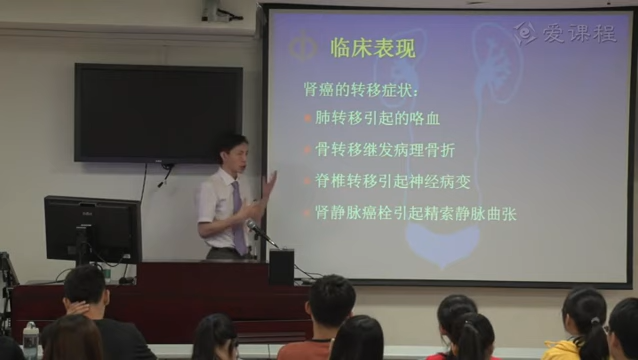 爱课程
临床表现
肾癌的转移症状：
肺转移引起的咯血
骨转移继发病理骨折
脊椎转移引起神经病变
肾静脉癌栓引起精索静脉曲张